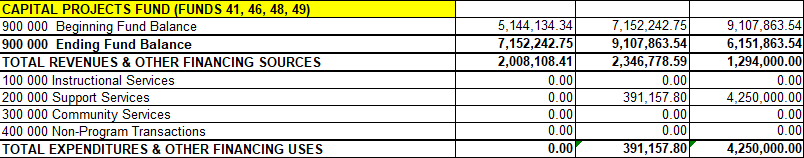 CAPITAL PROJECTS FUND (FUNDS 41, 46, 48, 49)
900 000 Beginning Fund Balance 5,144,134.34 7,152,242.75 9,107,863.54
900 000 Ending Fund Balance 7,152,242.75 9,107,863.54 6,151,863.54
TOTAL REVENUES & OTHER FINANCING SOURCES 2,008,108.41 2,346,778.59 1,294,000.00
100 000 Instructional Services 0.00 0.00 0.00
200 000 Support Services 0.00 391,157.80 4,250,000.00
300 000 Community Services 0.00 0.00 0.00
400 000 Non-Program Transactions 0.00 0.00 0.00
TOTAL EXPENDITURES & OTHER FINANCING USES 0.00 391,157.80 4,250,000.00